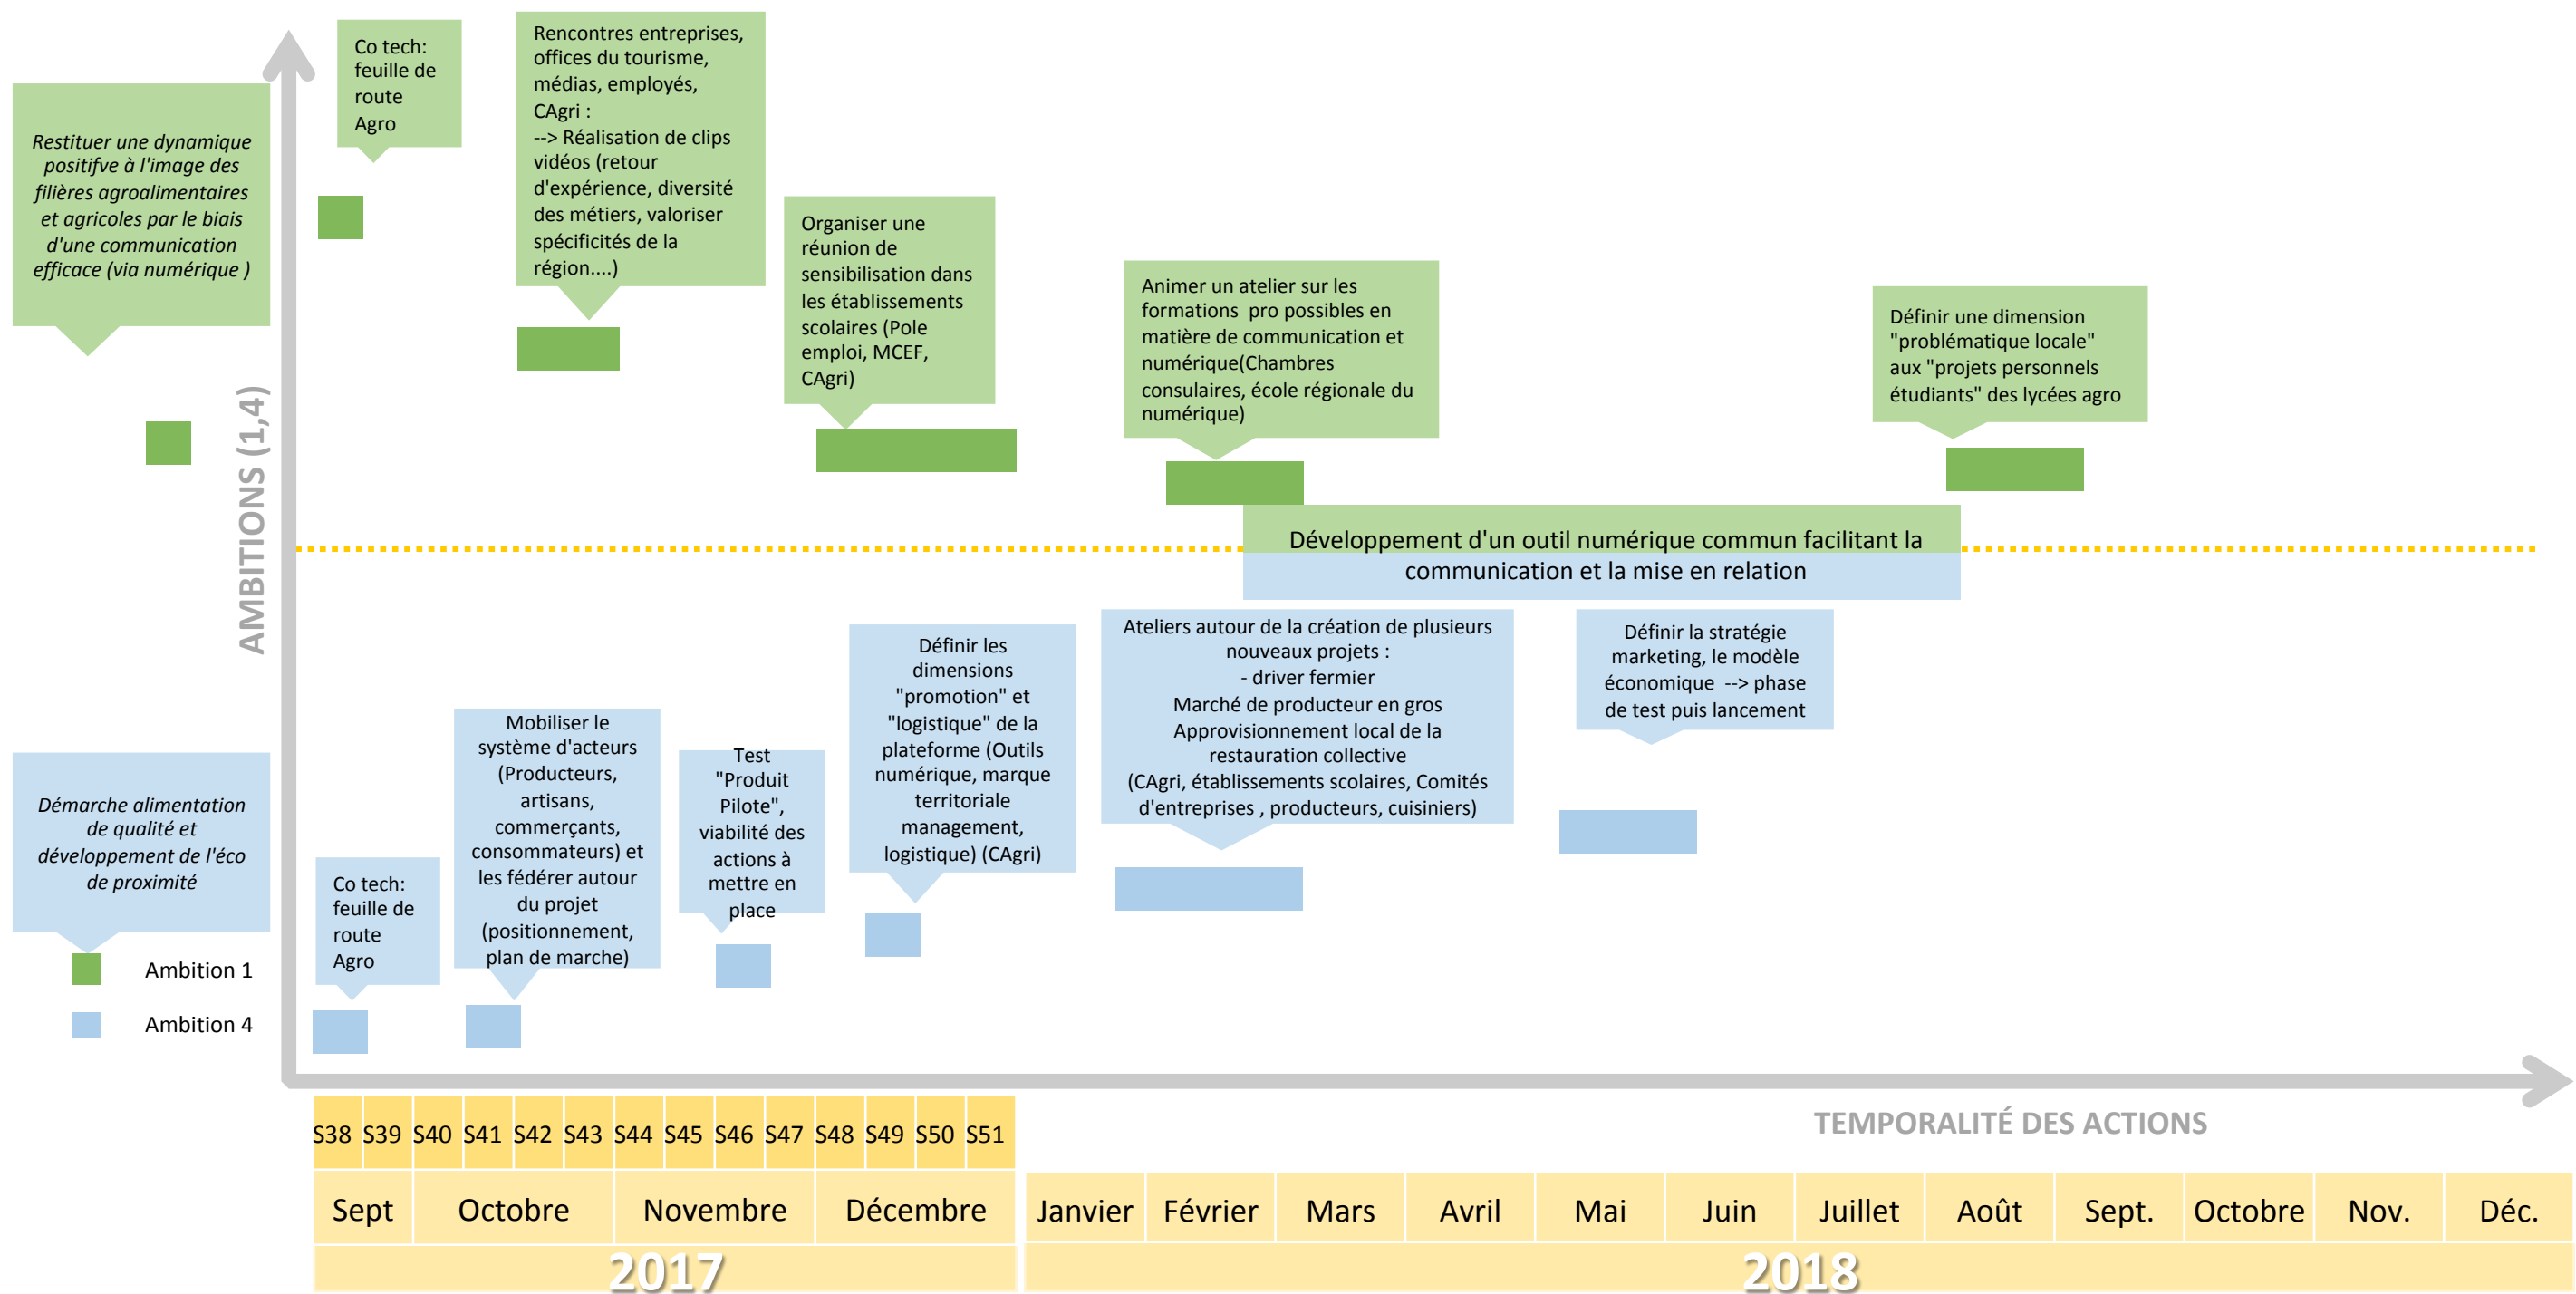 Co tech:
feuille de
route
Agro
Rencontres entreprises,
offices du tourisme,
médias, employés,
CAgri :
--> Réalisation de clips
vidéos (retour
d'expérience, diversité
des métiers, valoriser
spécificités de la
région....)
Restituer une dynamique
positifve à l'image des
filières agroalimentaires
et agricoles par le biais
d'une communication
efficace (via numérique )
Organiser une
réunion de
sensibilisation dans
les établissements
scolaires (Pole
emploi, MCEF,
CAgri)
Animer un atelier sur les
formations  pro possibles en
matière de communication et
numérique(Chambres
consulaires, école régionale du
numérique)
Définir une dimension
"problématique locale"
aux "projets personnels
étudiants" des lycées agro
AMBITIONS (1,4)
Développement d'un outil numérique commun facilitant la
communication et la mise en relation
Démarche alimentation
de qualité et
développement de l'éco
de proximité
Ambition 1
Ambition 4
Co tech:
feuille de
route
Agro
Mobiliser le
système d'acteurs
(Producteurs,
artisans,
commerçants,
consommateurs) et
les fédérer autour
du projet
(positionnement,
plan de marche)
Test
"Produit
Pilote",
viabilité des
actions à
mettre en
place
Définir les
dimensions
"promotion" et
"logistique" de la
plateforme (Outils
numérique, marque
territoriale
management,
logistique) (CAgri)
Ateliers autour de la création de plusieurs
nouveaux projets :
- driver fermier
Marché de producteur en gros
Approvisionnement local de la
restauration collective
(CAgri, établissements scolaires, Comités
d'entreprises , producteurs, cuisiniers)
Définir la stratégie
marketing, le modèle
économique  --> phase
de test puis lancement
TEMPORALITÉ DES ACTIONS
S38 S39 S40 S41 S42 S43 S44 S45 S46 S47 S48 S49 S50 S51
Sept Octobre Novembre Décembre Janvier Février Mars Avril Mai Juin Juillet Août Sept. Octobre Nov. Déc.
2017 2018